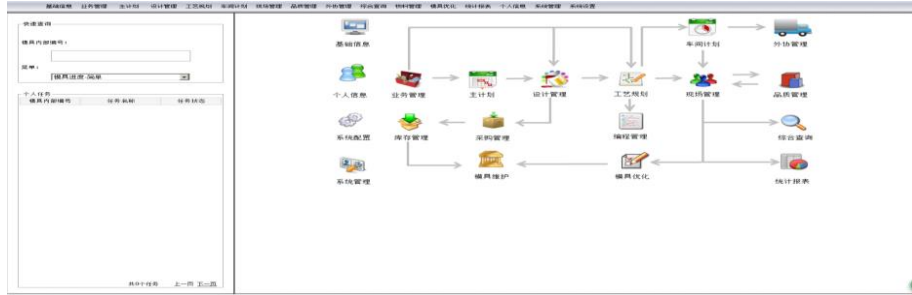 基础信息 业务管理 主计划 设计管理 工艺规划 车间计划 现场管理 品质管理 外协管理 综合查询 物料管理 模具优化 统计报表 个人信息 系统管理 系统设置
快速查询
模具内部编号:
菜单:
模具进度-简单
个人任务
模具内部编号 任务名称 任务状态
共0个任务 上一页 下一页
基础信息 车间计划 外协管理
个人信息 业务管理 主计划 设计管理 工艺规划 现场管理 品质管理
系统配置 库存管理 采购管理 编程管理 综合查询
系统管理 模具维护 模具优化 统计报表